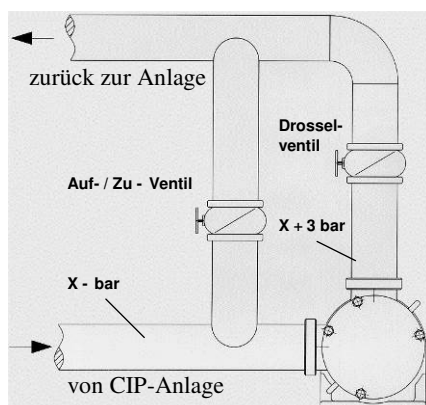 zurück zur Anlage
Drossel-
ventil
Auf- / Zu - Ventil
X + 3 bar
X - bar
von CIP-Anlage